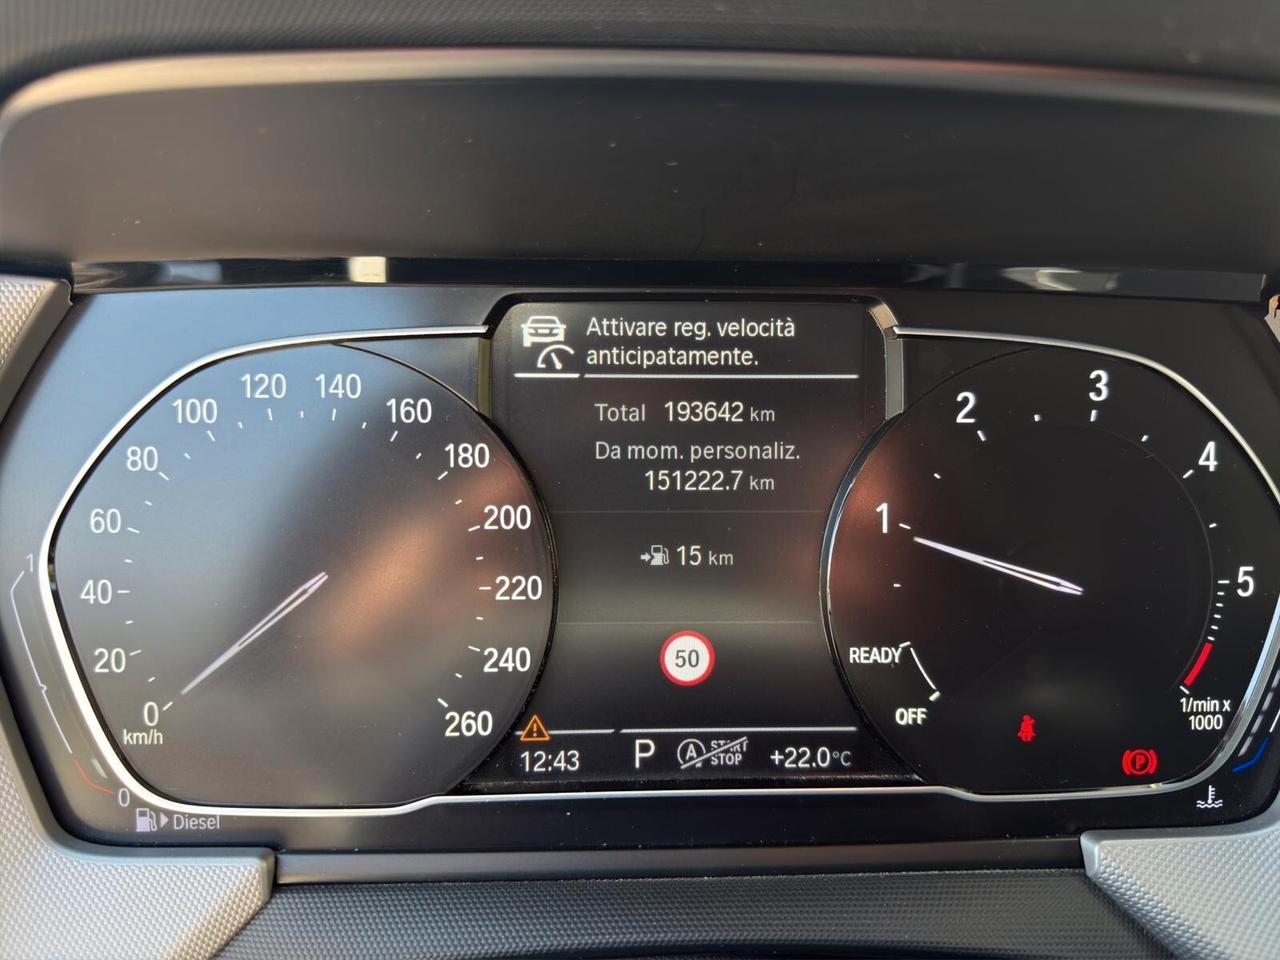 Attivare reg. velocità
anticipatamente.
Total 193642 km
Da mom. personaliz.
151222.7 km
15 km
50
12:43 P A START STOP +22.0°C
0 20 40 60 80 100 120 140 160 180 200 220 240 260
km/h
1
0
Diesel
1 2 3 4 5
READY
OFF
1/min x
1000
P